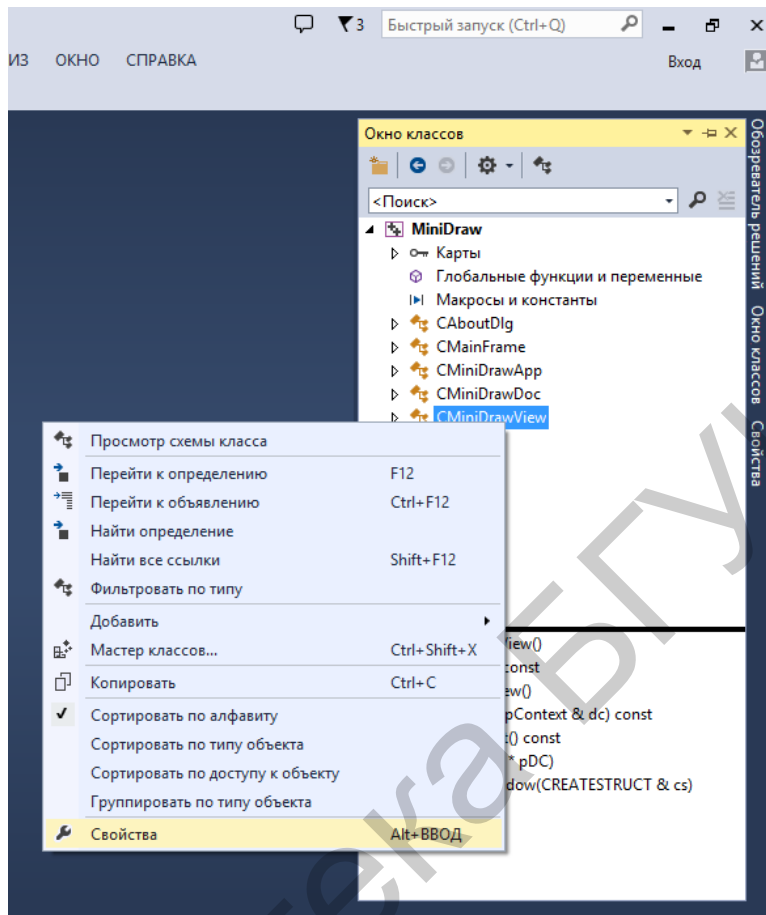 3 Быстрый запуск (Ctrl+Q)
ИЗ ОКНО СПРАВКА Вход
Окно классов
<Поиск>
MiniDraw
Карты
Глобальные функции и переменные
Макросы и константы
CAboutDlg
CMainFrame
CMiniDrawApp
CMiniDrawDoc
CMiniDrawView
Просмотр схемы класса
Перейти к определению F12
Перейти к объявлению Ctrl+F12
Найти определение
Найти все ссылки Shift+F12
Фильтровать по типу
Добавить
Мастер классов... Ctrl+Shift+X
Копировать Ctrl+C
Сортировать по алфавиту
Сортировать по типу объекта
Сортировать по доступу к объекту
Группировать по типу объекта
Свойства Alt+ВВОД
iew()
const
ew()
pContext & dc) const
t() const
* pDC)
dow(CREATESTRUCT & cs)
Обозреватель решений
Окно классов
Свойства
тека БГУ